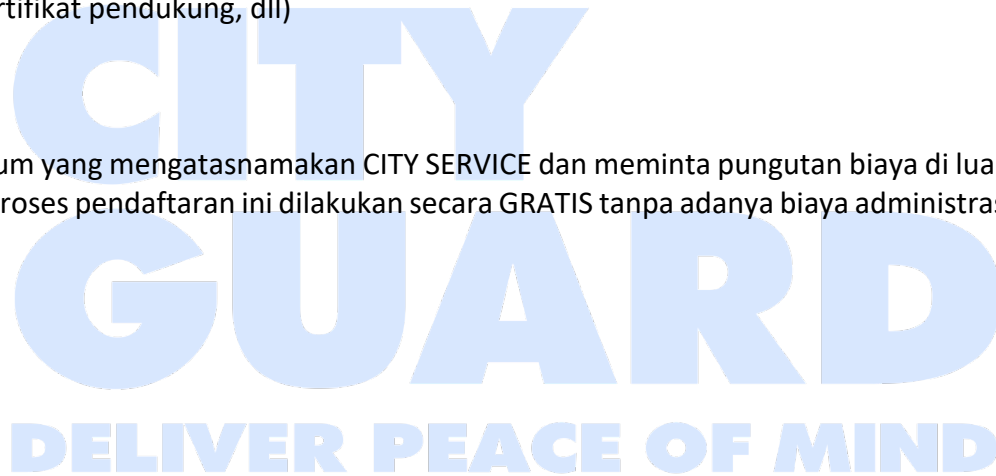 rtifikat pendukung, dll)
CITY
um yang mengatasnamakan CITY SERVICE dan meminta pungutan biaya di lua
roses pendaftaran ini dilakukan secara GRATIS tanpa adanya biaya administras
GUARD
DELIVER PEACE OF MIND